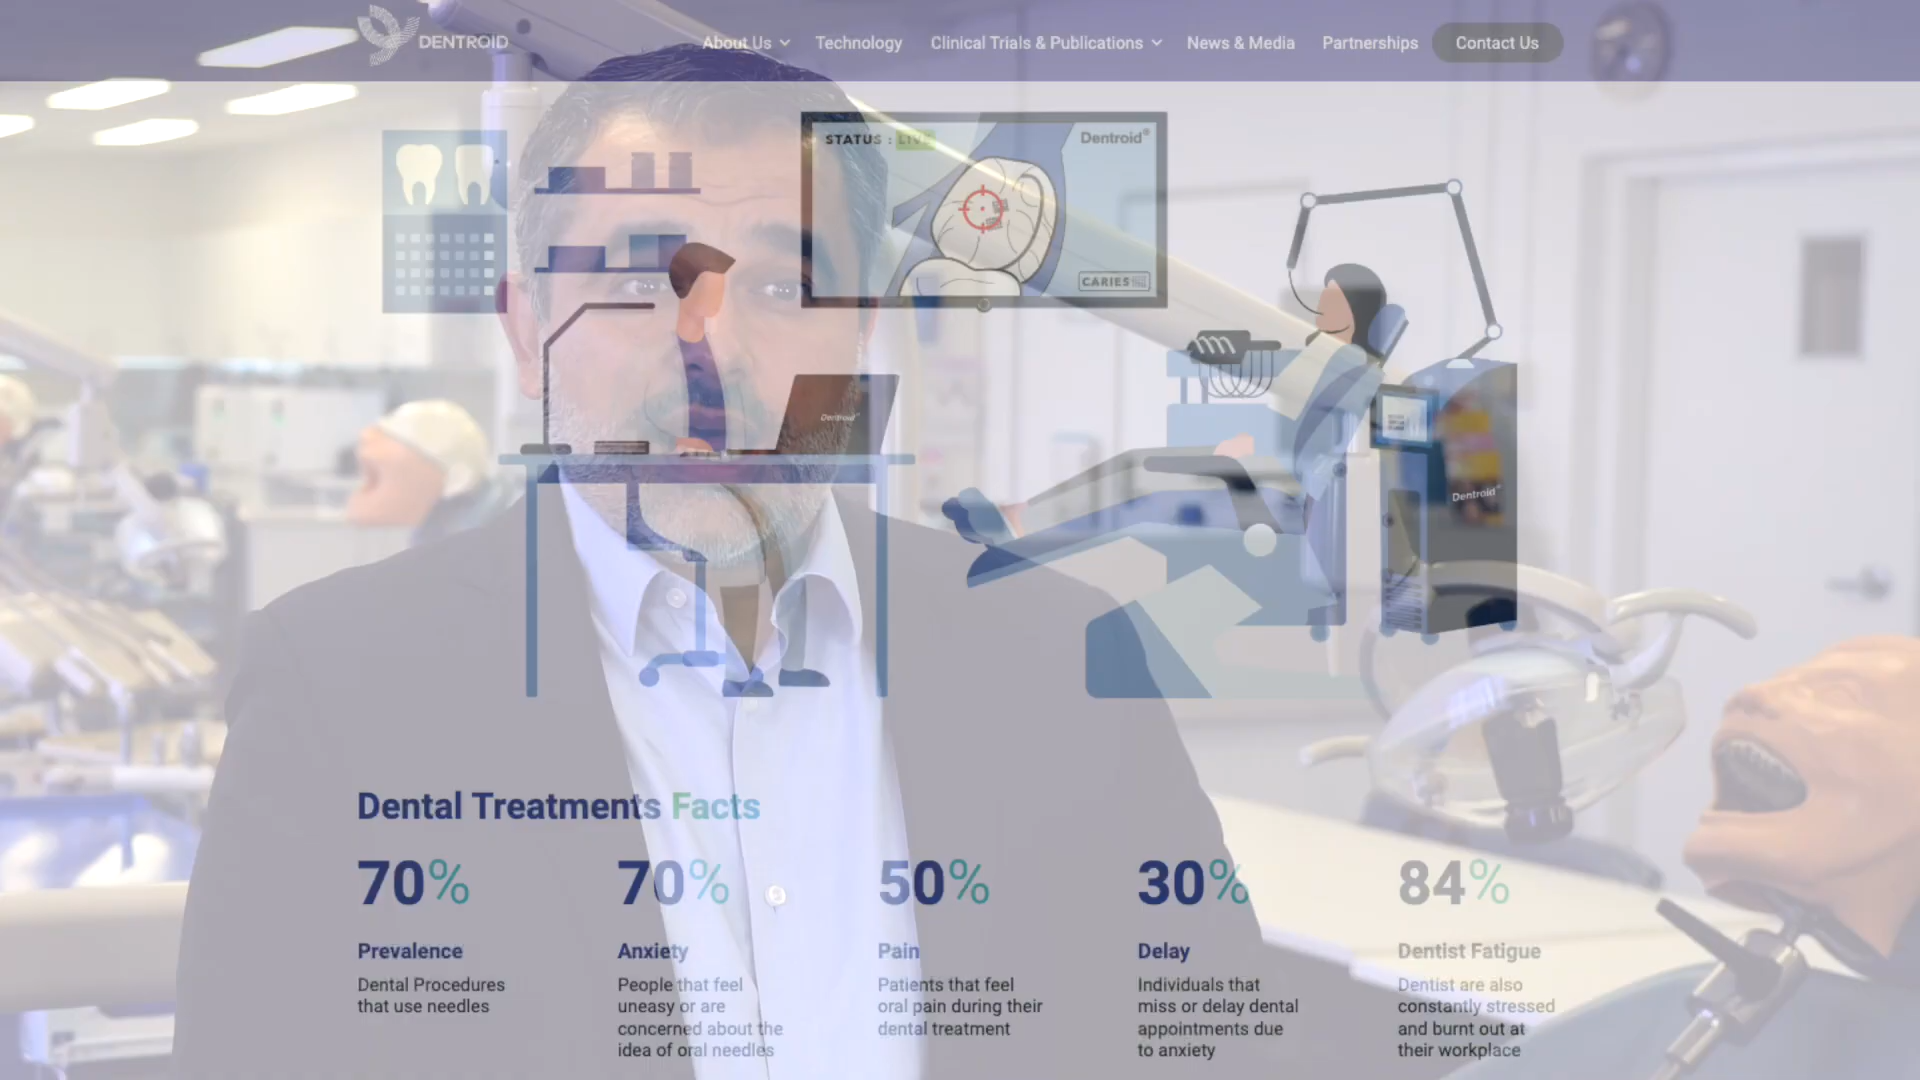 DENTROID
About Us
Technology
Clinical Trials & Publications
News & Media
Partnerships
Contact Us
STATUS : LIVE
Dentroid
CARIES
Dentroid
Dentroid
Dental Treatments Facts
70%
Prevalence
Dental Procedures
that use needles
70%
Anxiety
People that feel
uneasy or are
concerned about the
idea of oral needles
50%
Pain
Patients that feel
oral pain during their
dental treatment
30%
Delay
Individuals that
miss or delay dental
appointments due
to anxiety
84%
Dentist Fatigue
Dentist are also
constantly stressed
and burnt out at
their workplace